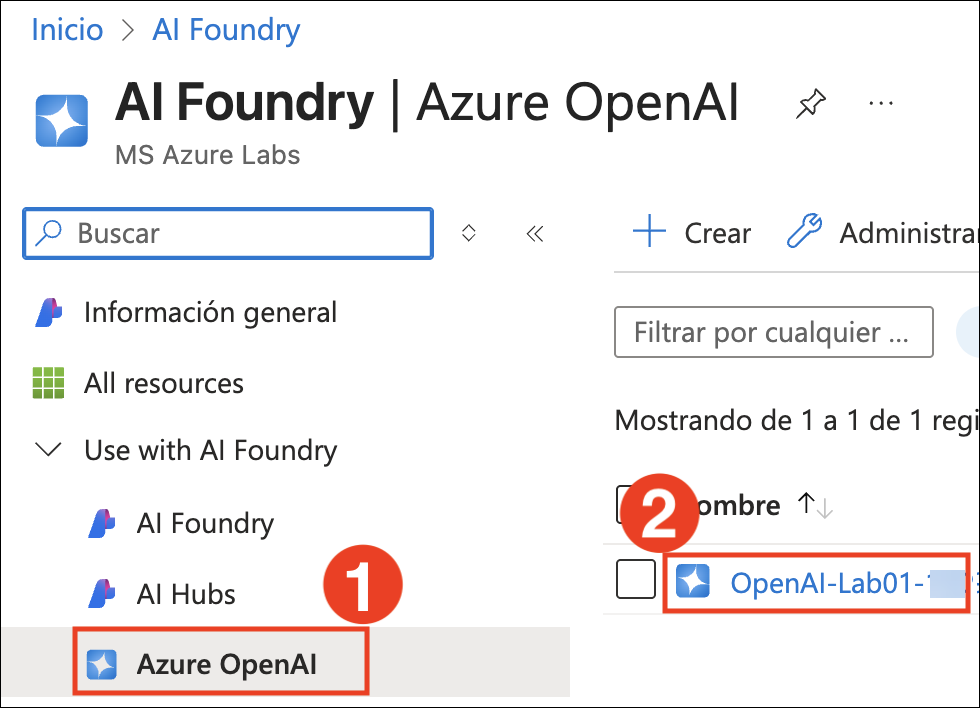 Inicio > AI Foundry
AI Foundry | Azure OpenAI
MS Azure Labs
Buscar
Información general
All resources
Use with AI Foundry
AI Foundry
AI Hubs
1
Azure OpenAI
Crear
Administrar
Filtrar por cualquier ...
Mostrando de 1 a 1 de 1 regi
2
ombre
OpenAI-Lab01-